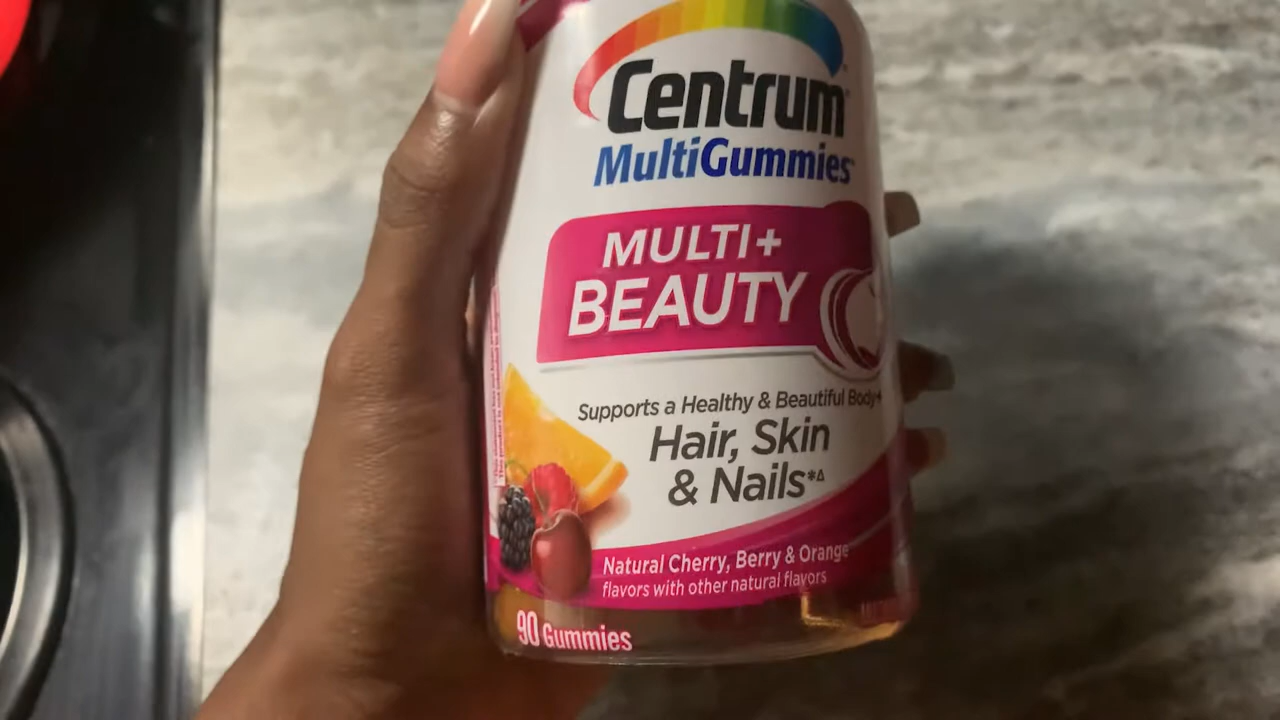 Centrum
MultiGummies
MULTI+
BEAUTY
Supports a Healthy & Beautiful Body+
Hair, Skin
& Nails*Δ
Natural Cherry, Berry & Orange
flavors with other natural flavors
90 Gummies